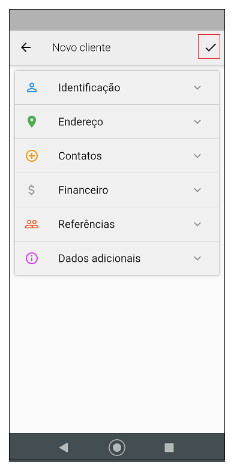 Novo cliente
Identificação
Endereço
Contatos
Financeiro
Referências
Dados adicionais